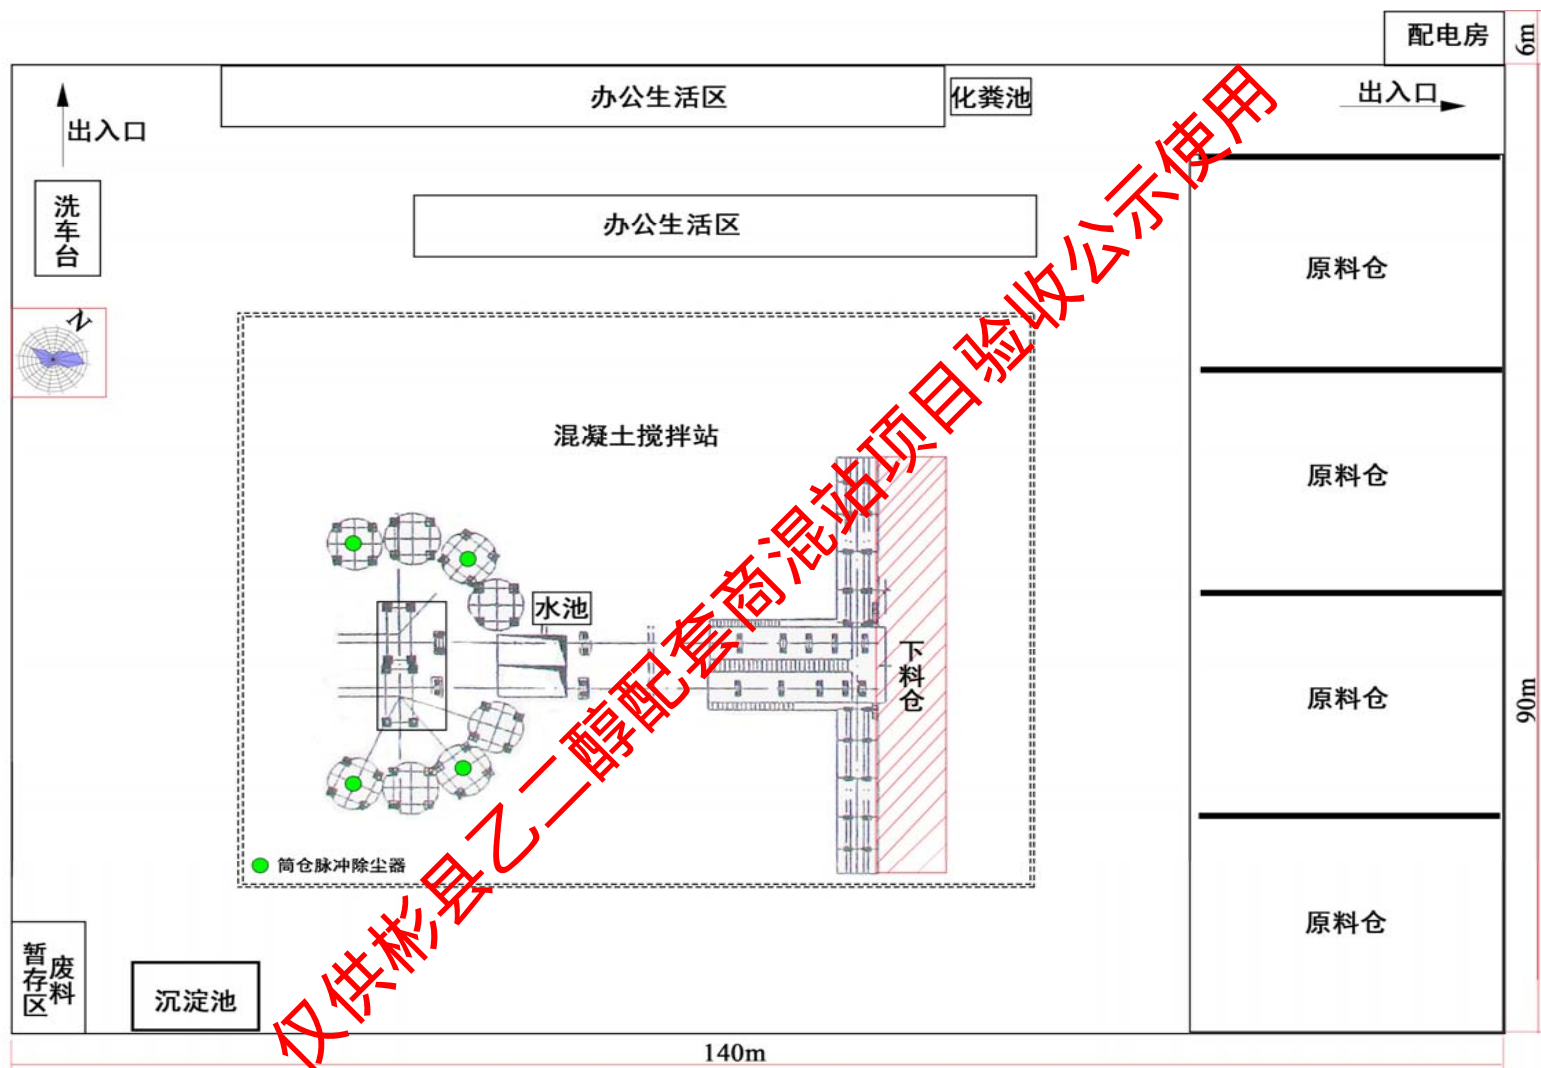 配电房
6m
办公生活区
化粪池
出入口
出入口
洗车台
办公生活区
原料仓
N
混凝土搅拌站
原料仓
水池
下料仓
原料仓
90m
筒仓脉冲除尘器
原料仓
废料
暂存区
沉淀池
140m
仅供彬县乙二醇配套商混站项目验收公示使用